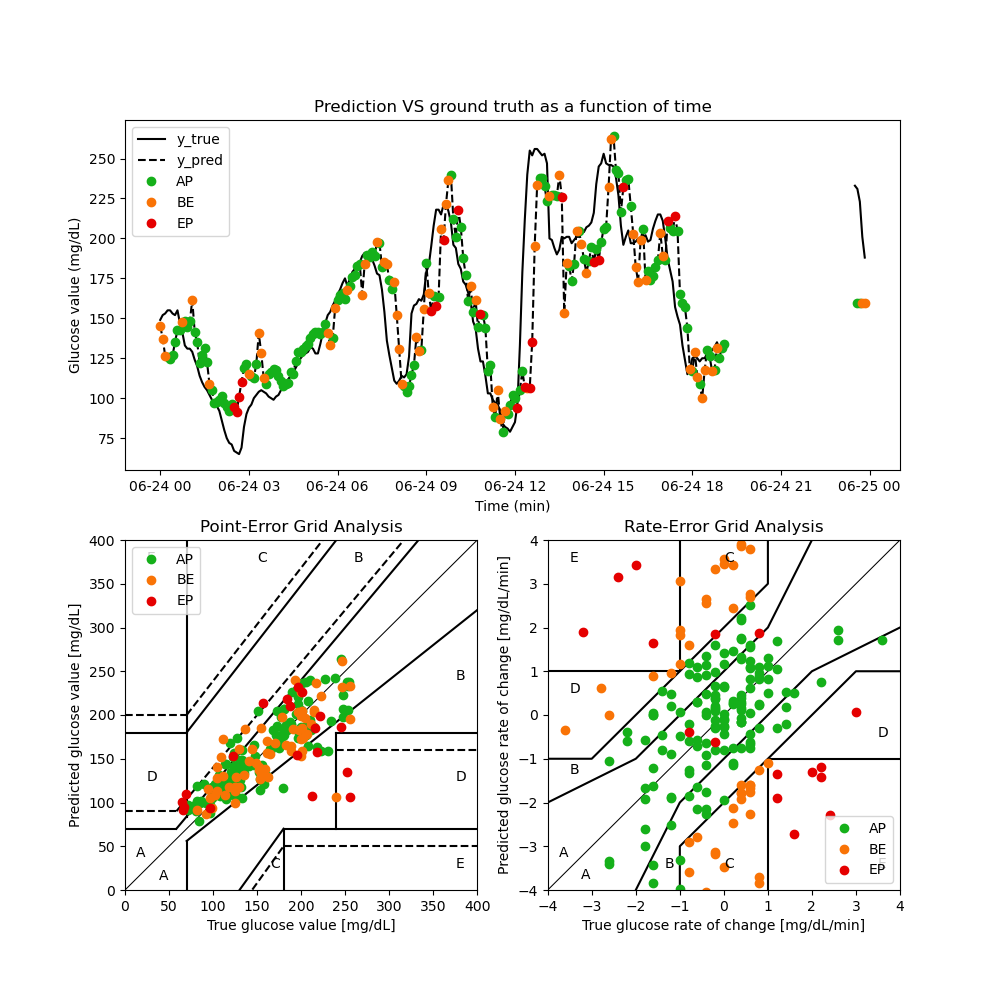 Prediction VS ground truth as a function of time
Glucose value (mg/dL)
250
225
200
175
150
125
100
75
y_true
y_pred
AP
BE
EP
06-24 00 06-24 03 06-24 06 06-24 09 06-24 12 06-24 15 06-24 18 06-24 21 06-25 00
Time (min)
Point-Error Grid Analysis
Predicted glucose value [mg/dL]
400
350
300
250
200
150
100
50
0
AP
BE
EP
C
B
B
D
D
A
A
C
E
0 50 100 150 200 250 300 350 400
True glucose value [mg/dL]
Rate-Error Grid Analysis
Predicted glucose rate of change [mg/dL/min]
4
3
2
1
0
−1
−2
−3
−4
E
C
D
D
B
A
A
B
C
AP
BE
EP
−4 −3 −2 −1 0 1 2 3 4
True glucose rate of change [mg/dL/min]